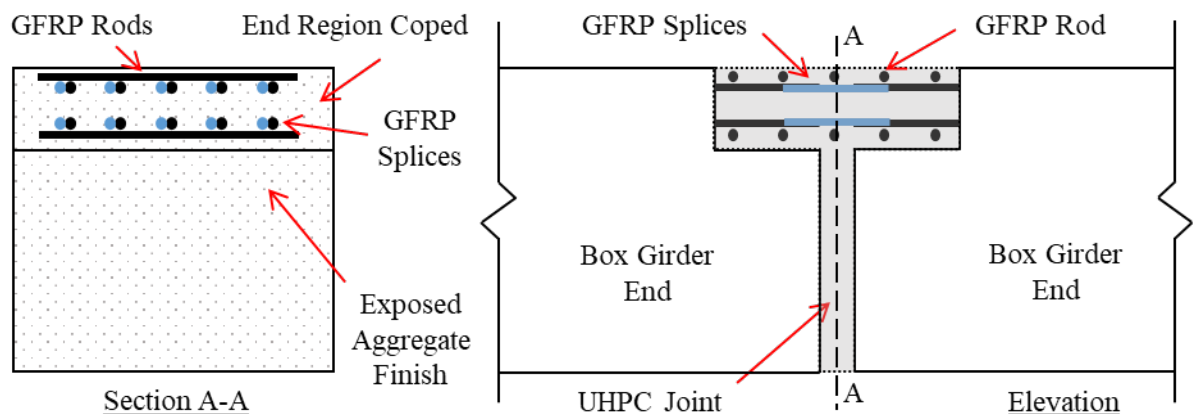 GFRP Rods
End Region Coped
GFRP
Splices
Exposed
Aggregate
Finish
Section A-A
GFRP Splices
A
GFRP Rod
Box Girder
End
Box Girder
End
UHPC Joint
A
Elevation